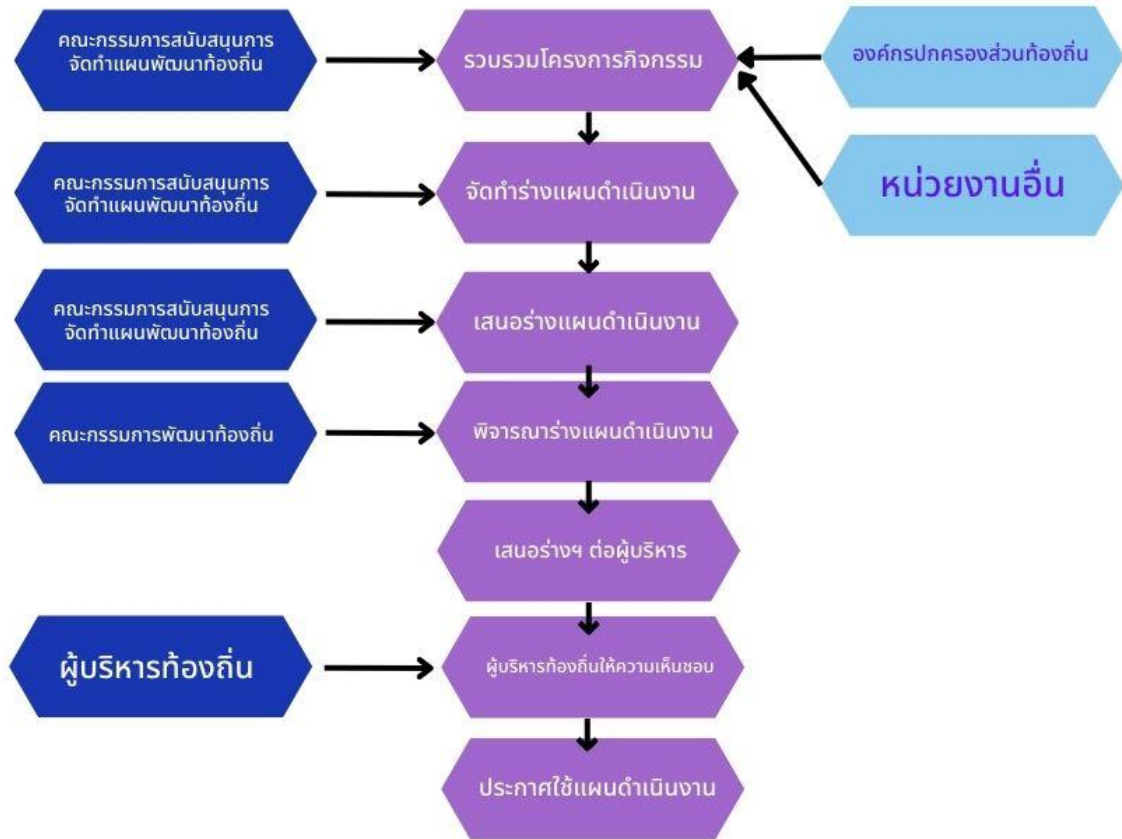 คณะกรรมการสนับสนุนการ
จัดทำแผนพัฒนาท้องถิ่น
รวบรวมโครงการกิจกรรม
องค์กรปกครองส่วนท้องถิ่น
หน่วยงานอื่น
คณะกรรมการสนับสนุนการ
จัดทำแผนพัฒนาท้องถิ่น
จัดทำร่างแผนดำเนินงาน
คณะกรรมการสนับสนุนการ
จัดทำแผนพัฒนาท้องถิ่น
เสนอร่างแผนดำเนินงาน
คณะกรรมการพัฒนาท้องถิ่น
พิจารณาร่างแผนดำเนินงาน
เสนอร่างฯ ต่อผู้บริหาร
ผู้บริหารท้องถิ่น
ผู้บริหารท้องถิ่นให้ความเห็นชอบ
ประกาศใช้แผนดำเนินงาน